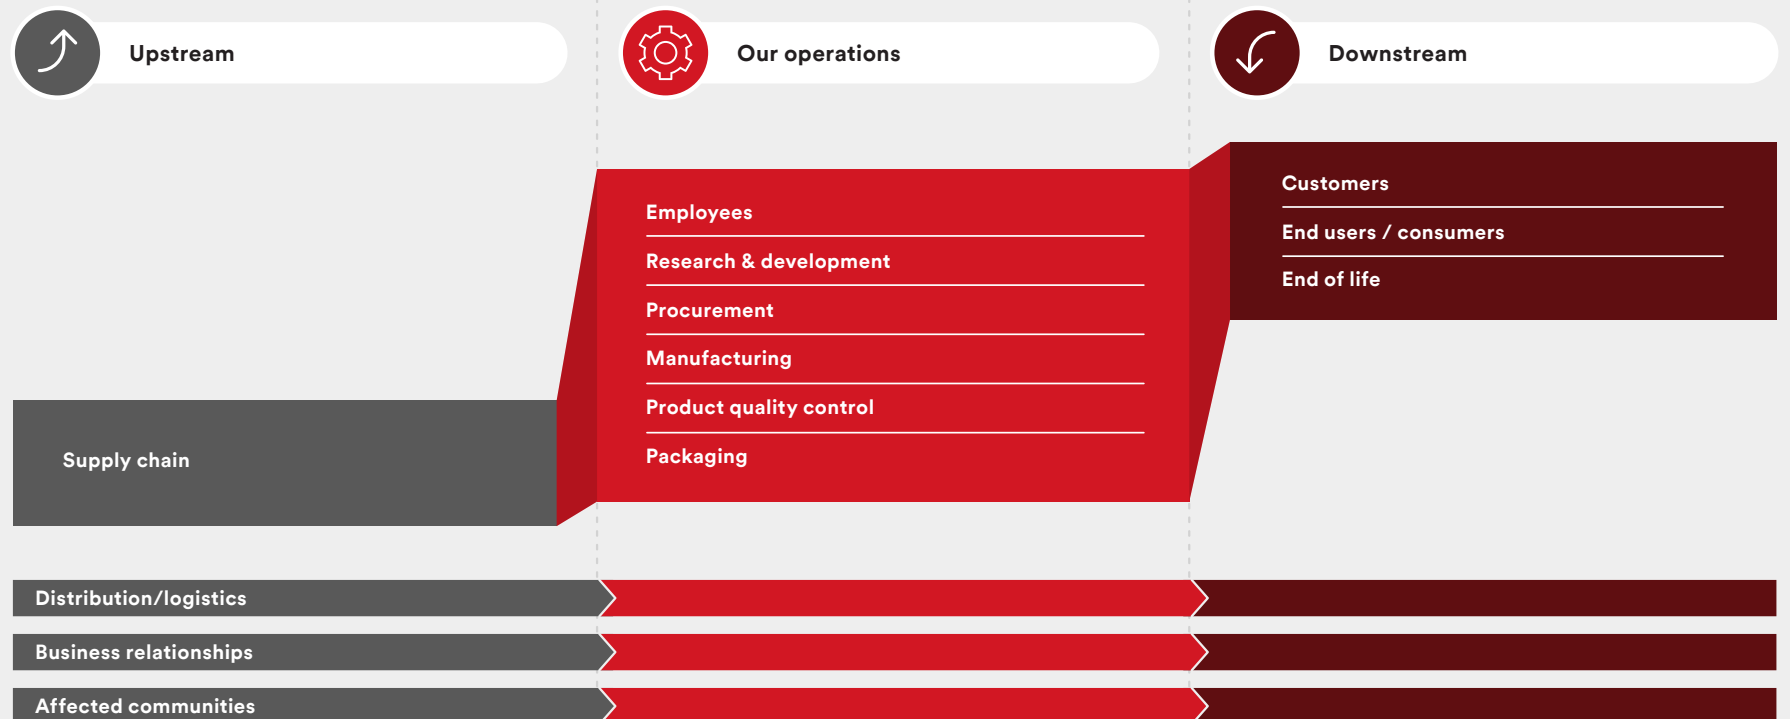 Upstream
Our operations
Downstream
Supply chain
Employees
Research & development
Procurement
Manufacturing
Product quality control
Packaging
Customers
End users / consumers
End of life
Distribution/logistics
Business relationships
Affected communities